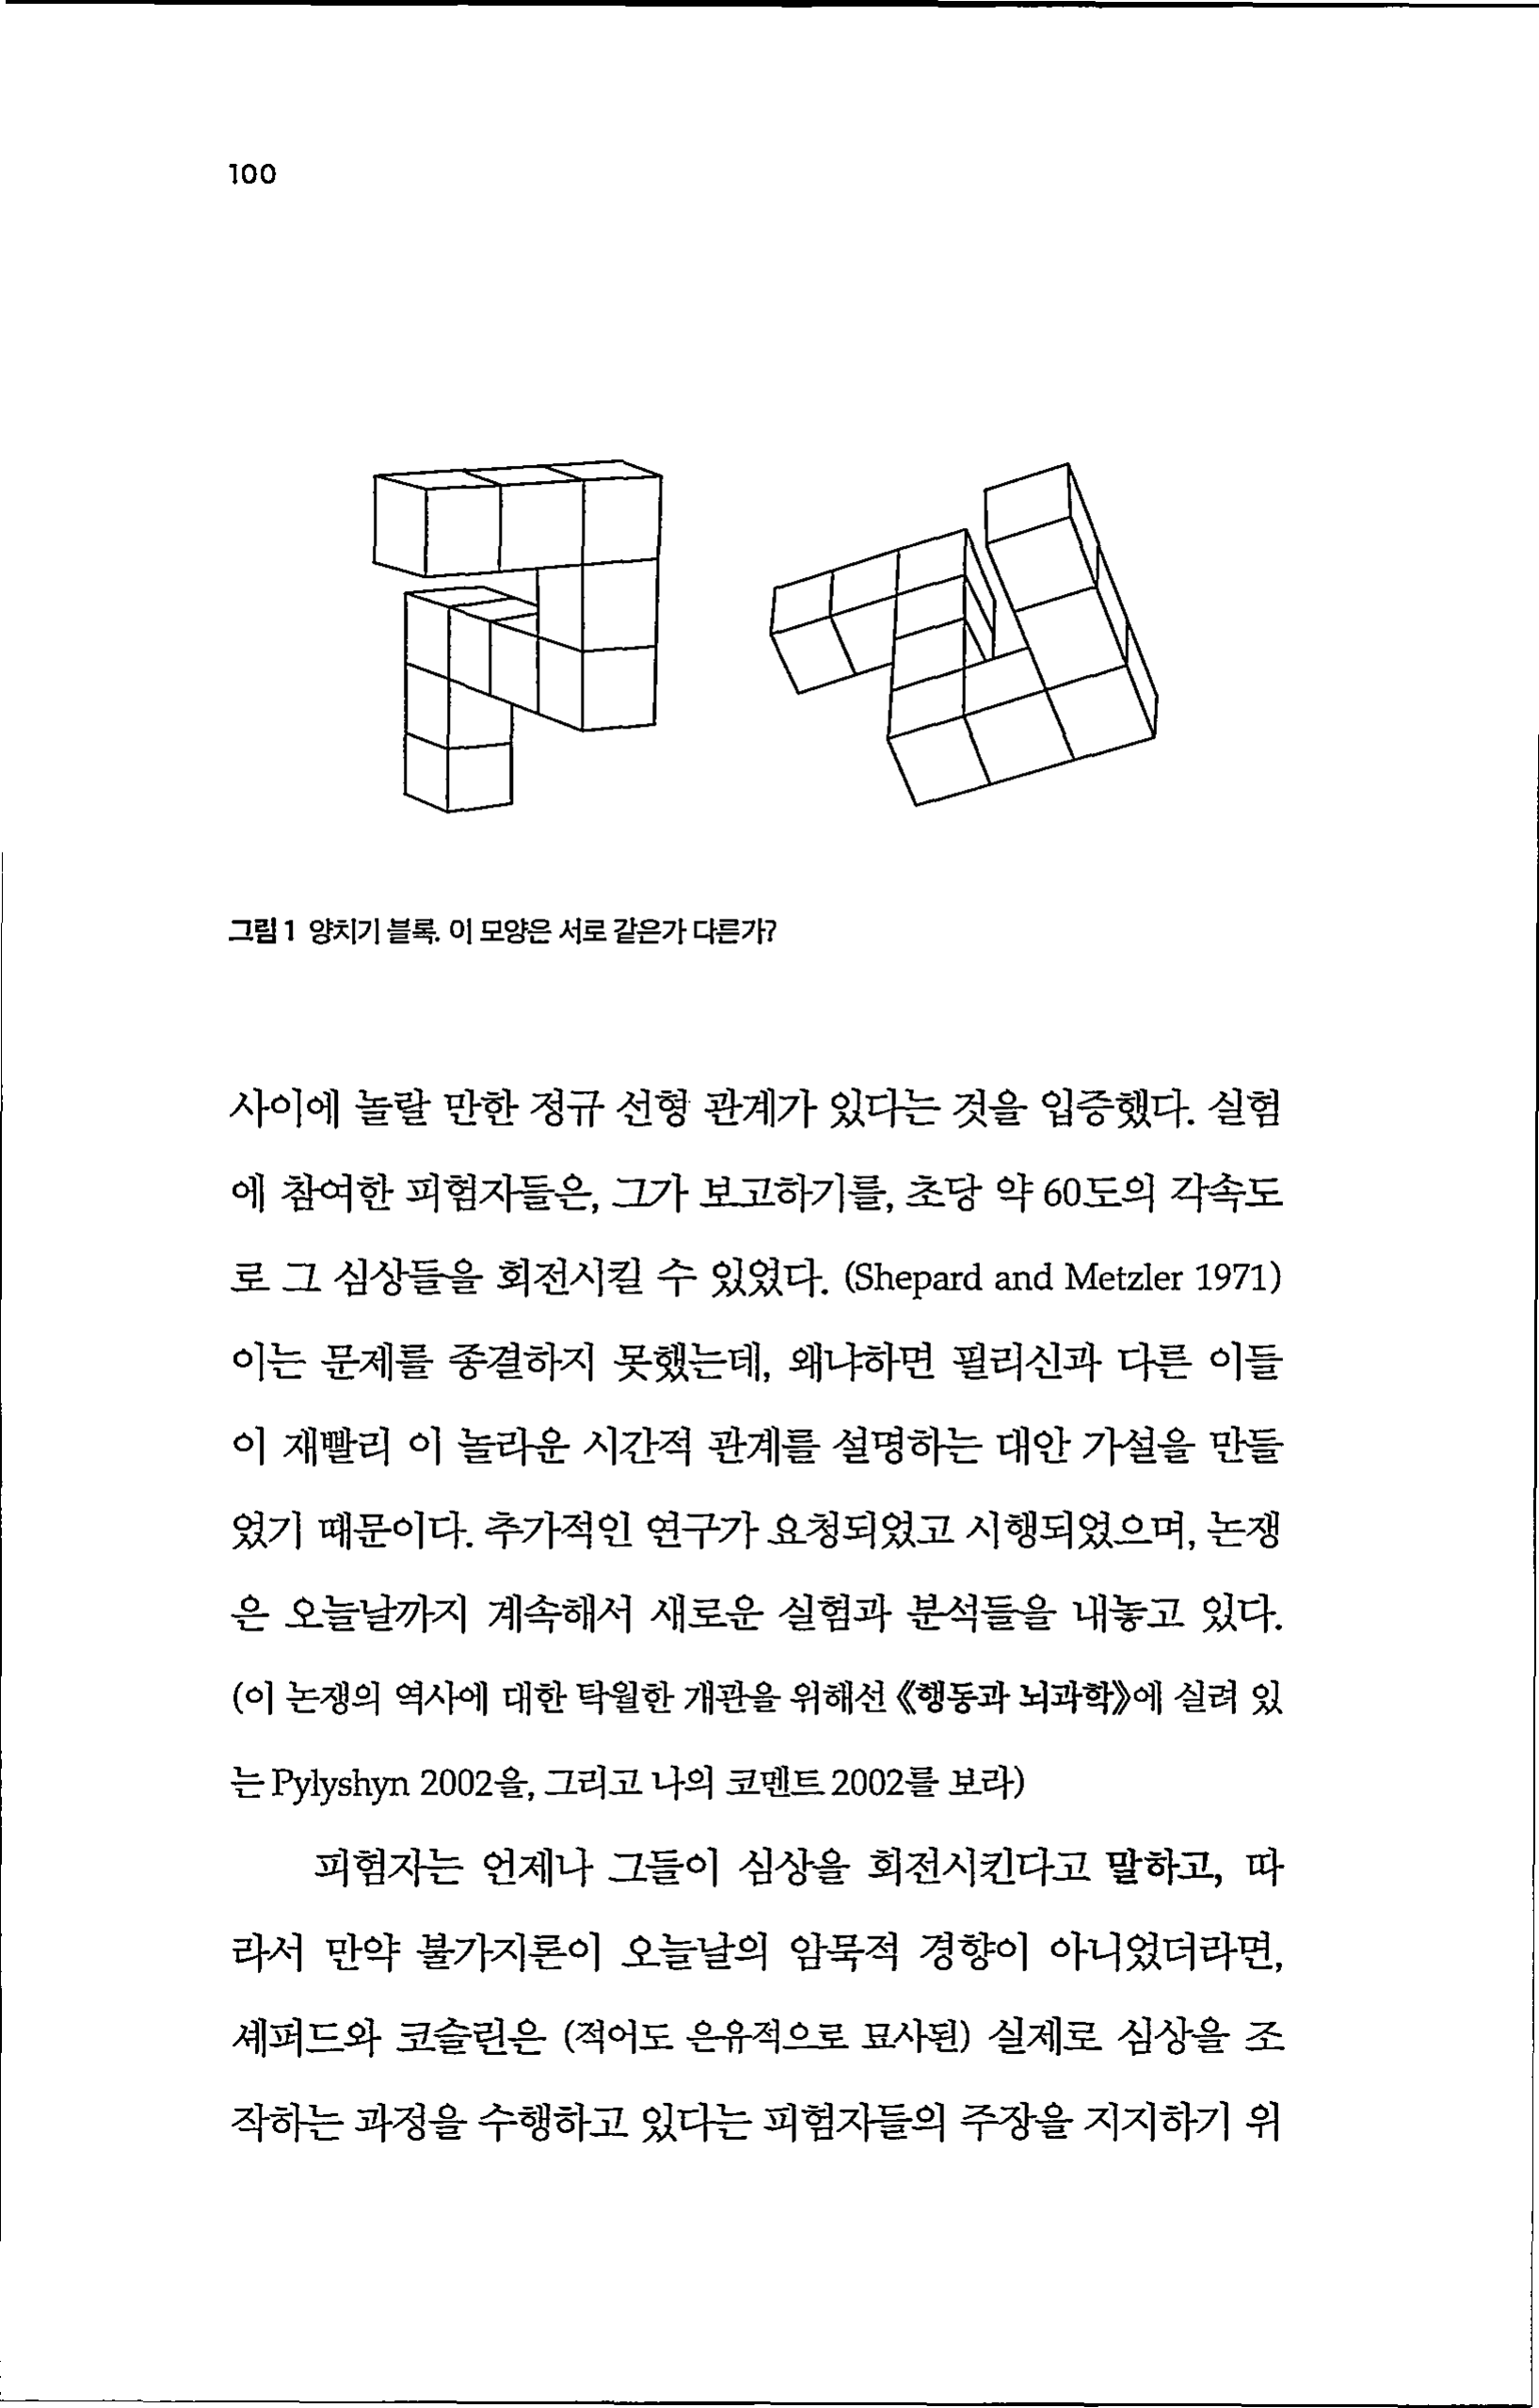 100
그림 1 양치기 블록. 이 모양은 서로 같은가 다른가?
사이에 놀랄 만한 정규 선형 관계가 있다는 것을 입증했다. 실험
에 참여한 피험자들은, 그가 보고하기를, 초당 약 60도의 각속도
로 그 심상들을 회전시킬 수 있었다. (Shepard and Metzler 1971)
이는 문제를 종결하지 못했는데, 왜냐하면 필리신과 다른 이들
이 재빨리 이 놀라운 시간적 관계를 설명하는 대안 가설을 만들
었기 때문이다. 추가적인 연구가 요청되었고 시행되었으며, 논쟁
은 오늘날까지 계속해서 새로운 실험과 분석들을 내놓고 있다.
(이 논쟁의 역사에 대한 탁월한 개관을 위해선 《행동과 뇌과학》에 실려 있
는 Pylyshyn 2002을, 그리고 나의 코멘트 2002를 보라)
피험자는 언제나 그들이 심상을 회전시킨다고 말하고, 따
라서 만약 불가지론이 오늘날의 암묵적 경향이 아니었더라면,
셰퍼드와 코슬린은 (적어도 은유적으로 묘사된) 실제로 심상을 조
작하는 과정을 수행하고 있다는 피험자들의 주장을 지지하기 위